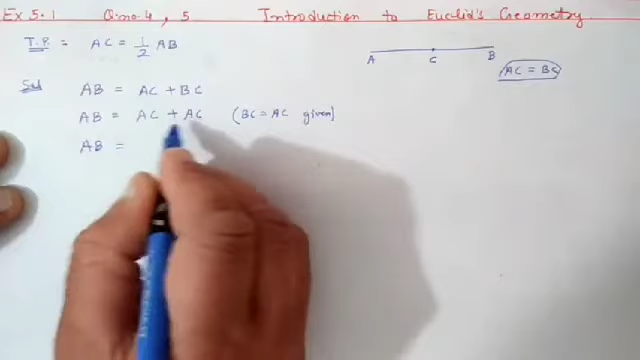 Ex 5.1 Q.no. 4, 5 Introduction to Euclid's Geometry.
T.P. = AC = 1/2 AB
A C B
AC = BC
Sol AB = AC + BC
AB = AC + AC (BC = AC given)
AB =